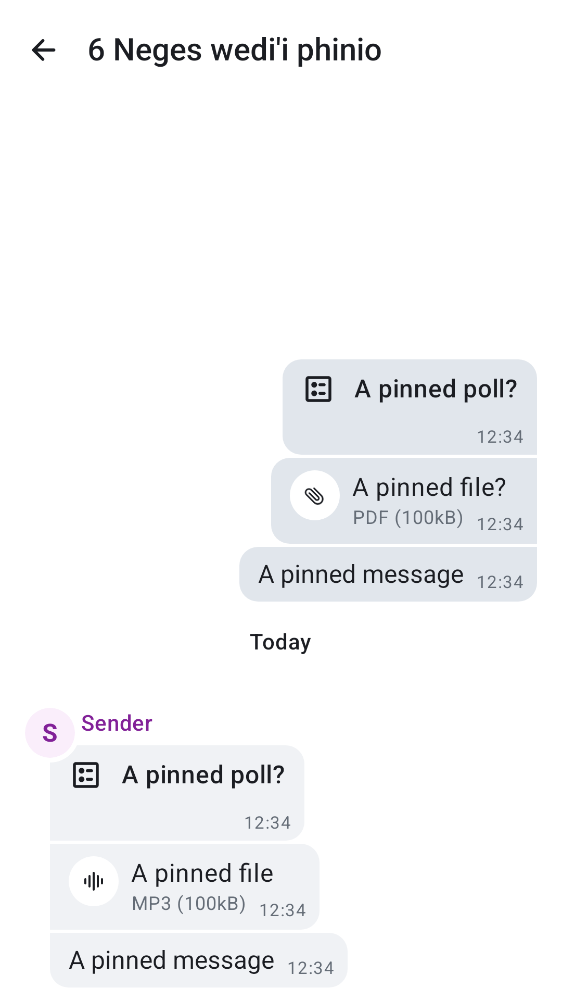 6 Neges wedi'i phinio
A pinned poll?
12:34
A pinned file?
PDF (100kB) 12:34
A pinned message 12:34
Today
S Sender
A pinned poll?
12:34
A pinned file
MP3 (100kB) 12:34
A pinned message 12:34